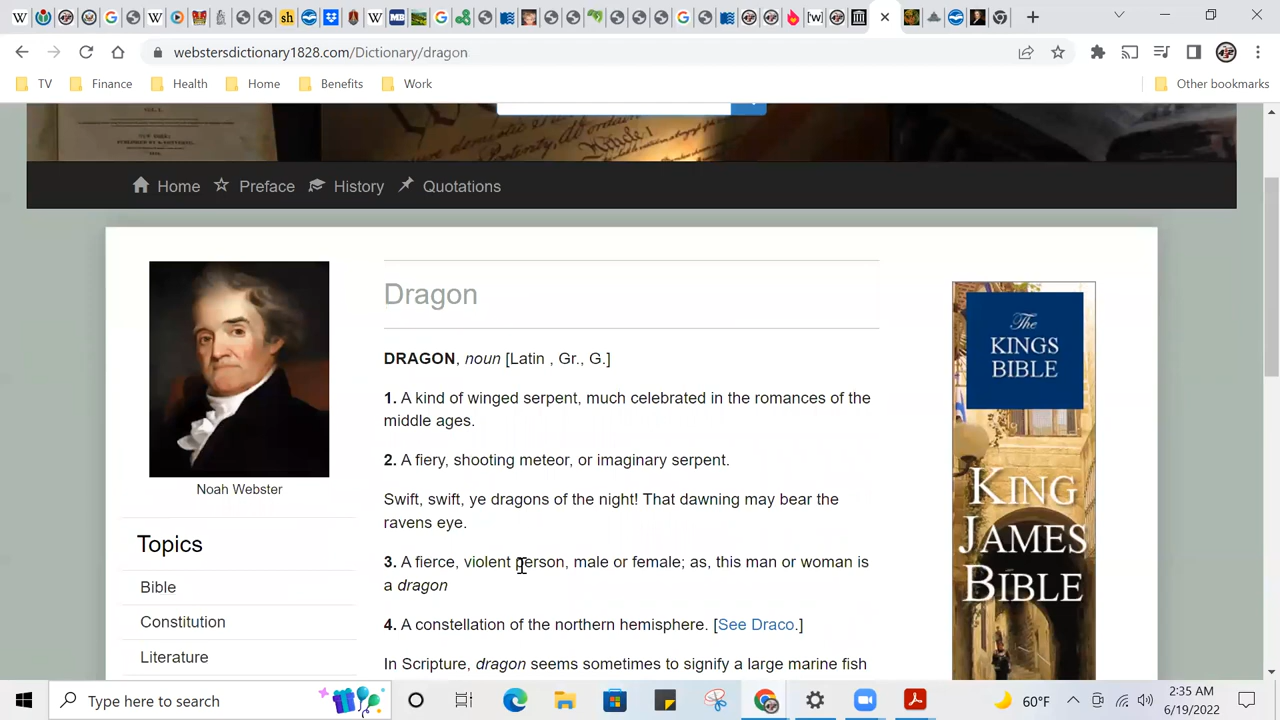 webstersdictionary1828.com/Dictionary/dragon
TV Finance Health Home Benefits Work Other bookmarks
Home Preface History Quotations
Dragon
DRAGON, noun [Latin , Gr., G.]
1. A kind of winged serpent, much celebrated in the romances of the
middle ages.
2. A fiery, shooting meteor, or imaginary serpent.
Swift, swift, ye dragons of the night! That dawning may bear the
ravens eye.
3. A fierce, violent person, male or female; as, this man or woman is
a dragon
4. A constellation of the northern hemisphere. [See Draco.]
In Scripture, dragon seems sometimes to signify a large marine fish
Noah Webster
Topics
Bible
Constitution
Literature
The
KINGS
BIBLE
KING
JAMES
BIBLE
Type here to search
60°F
2:35 AM
6/19/2022